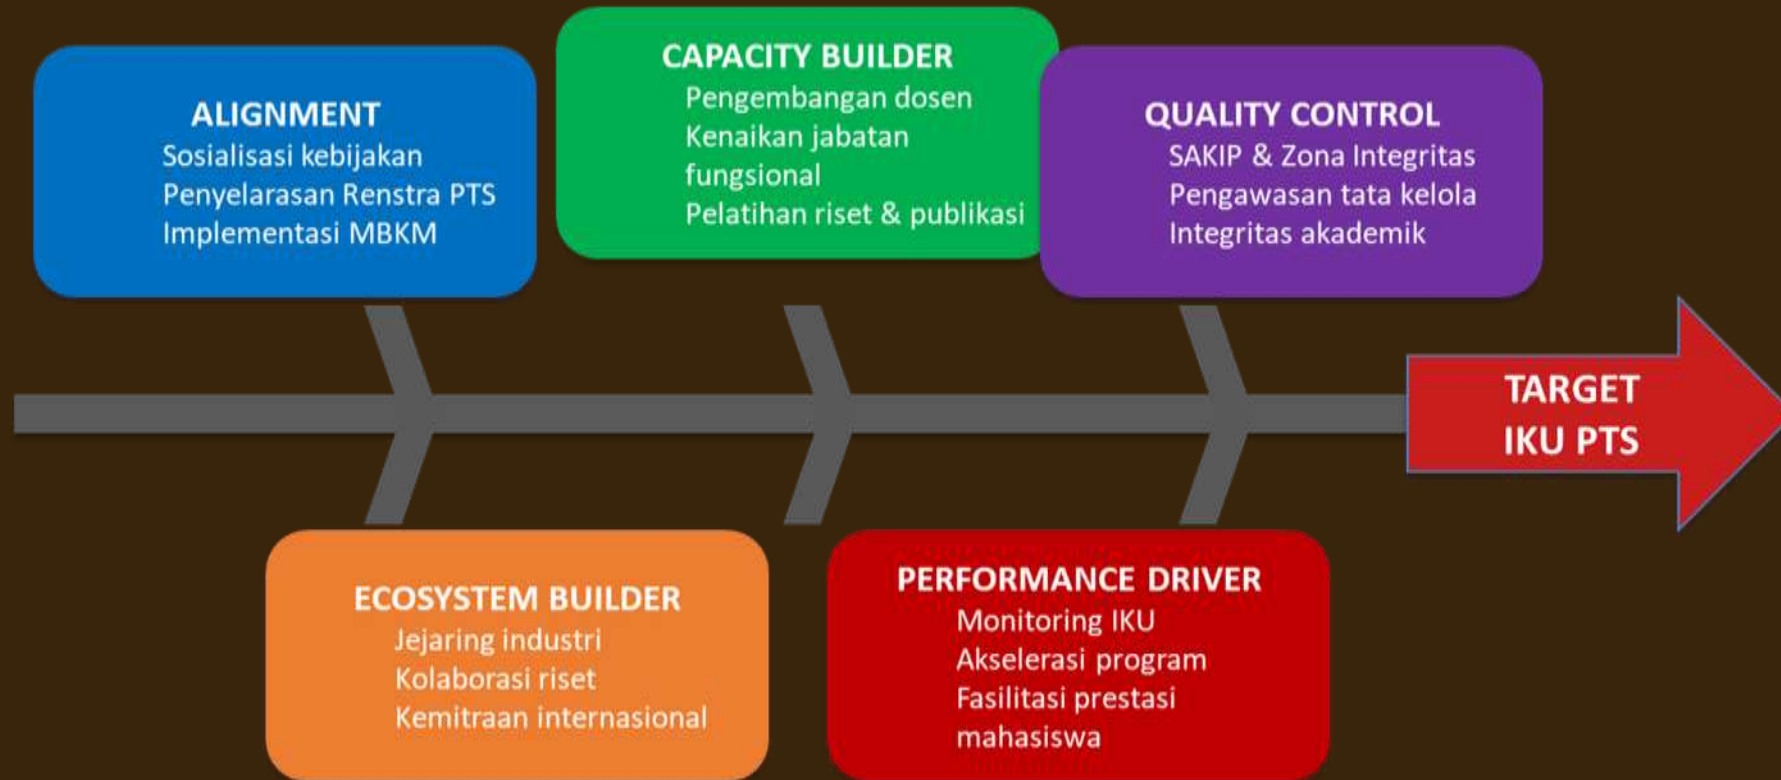 ALIGNMENT
Sosialisasi kebijakan
Penyelarasan Renstra PTS
Implementasi MBKM
CAPACITY BUILDER
Pengembangan dosen
Kenaikan jabatan
fungsional
Pelatihan riset & publikasi
QUALITY CONTROL
SAKIP & Zona Integritas
Pengawasan tata kelola
Integritas akademik
TARGET
IKU PTS
ECOSYSTEM BUILDER
Jejaring industri
Kolaborasi riset
Kemitraan internasional
PERFORMANCE DRIVER
Monitoring IKU
Akselerasi program
Fasilitasi prestasi
mahasiswa